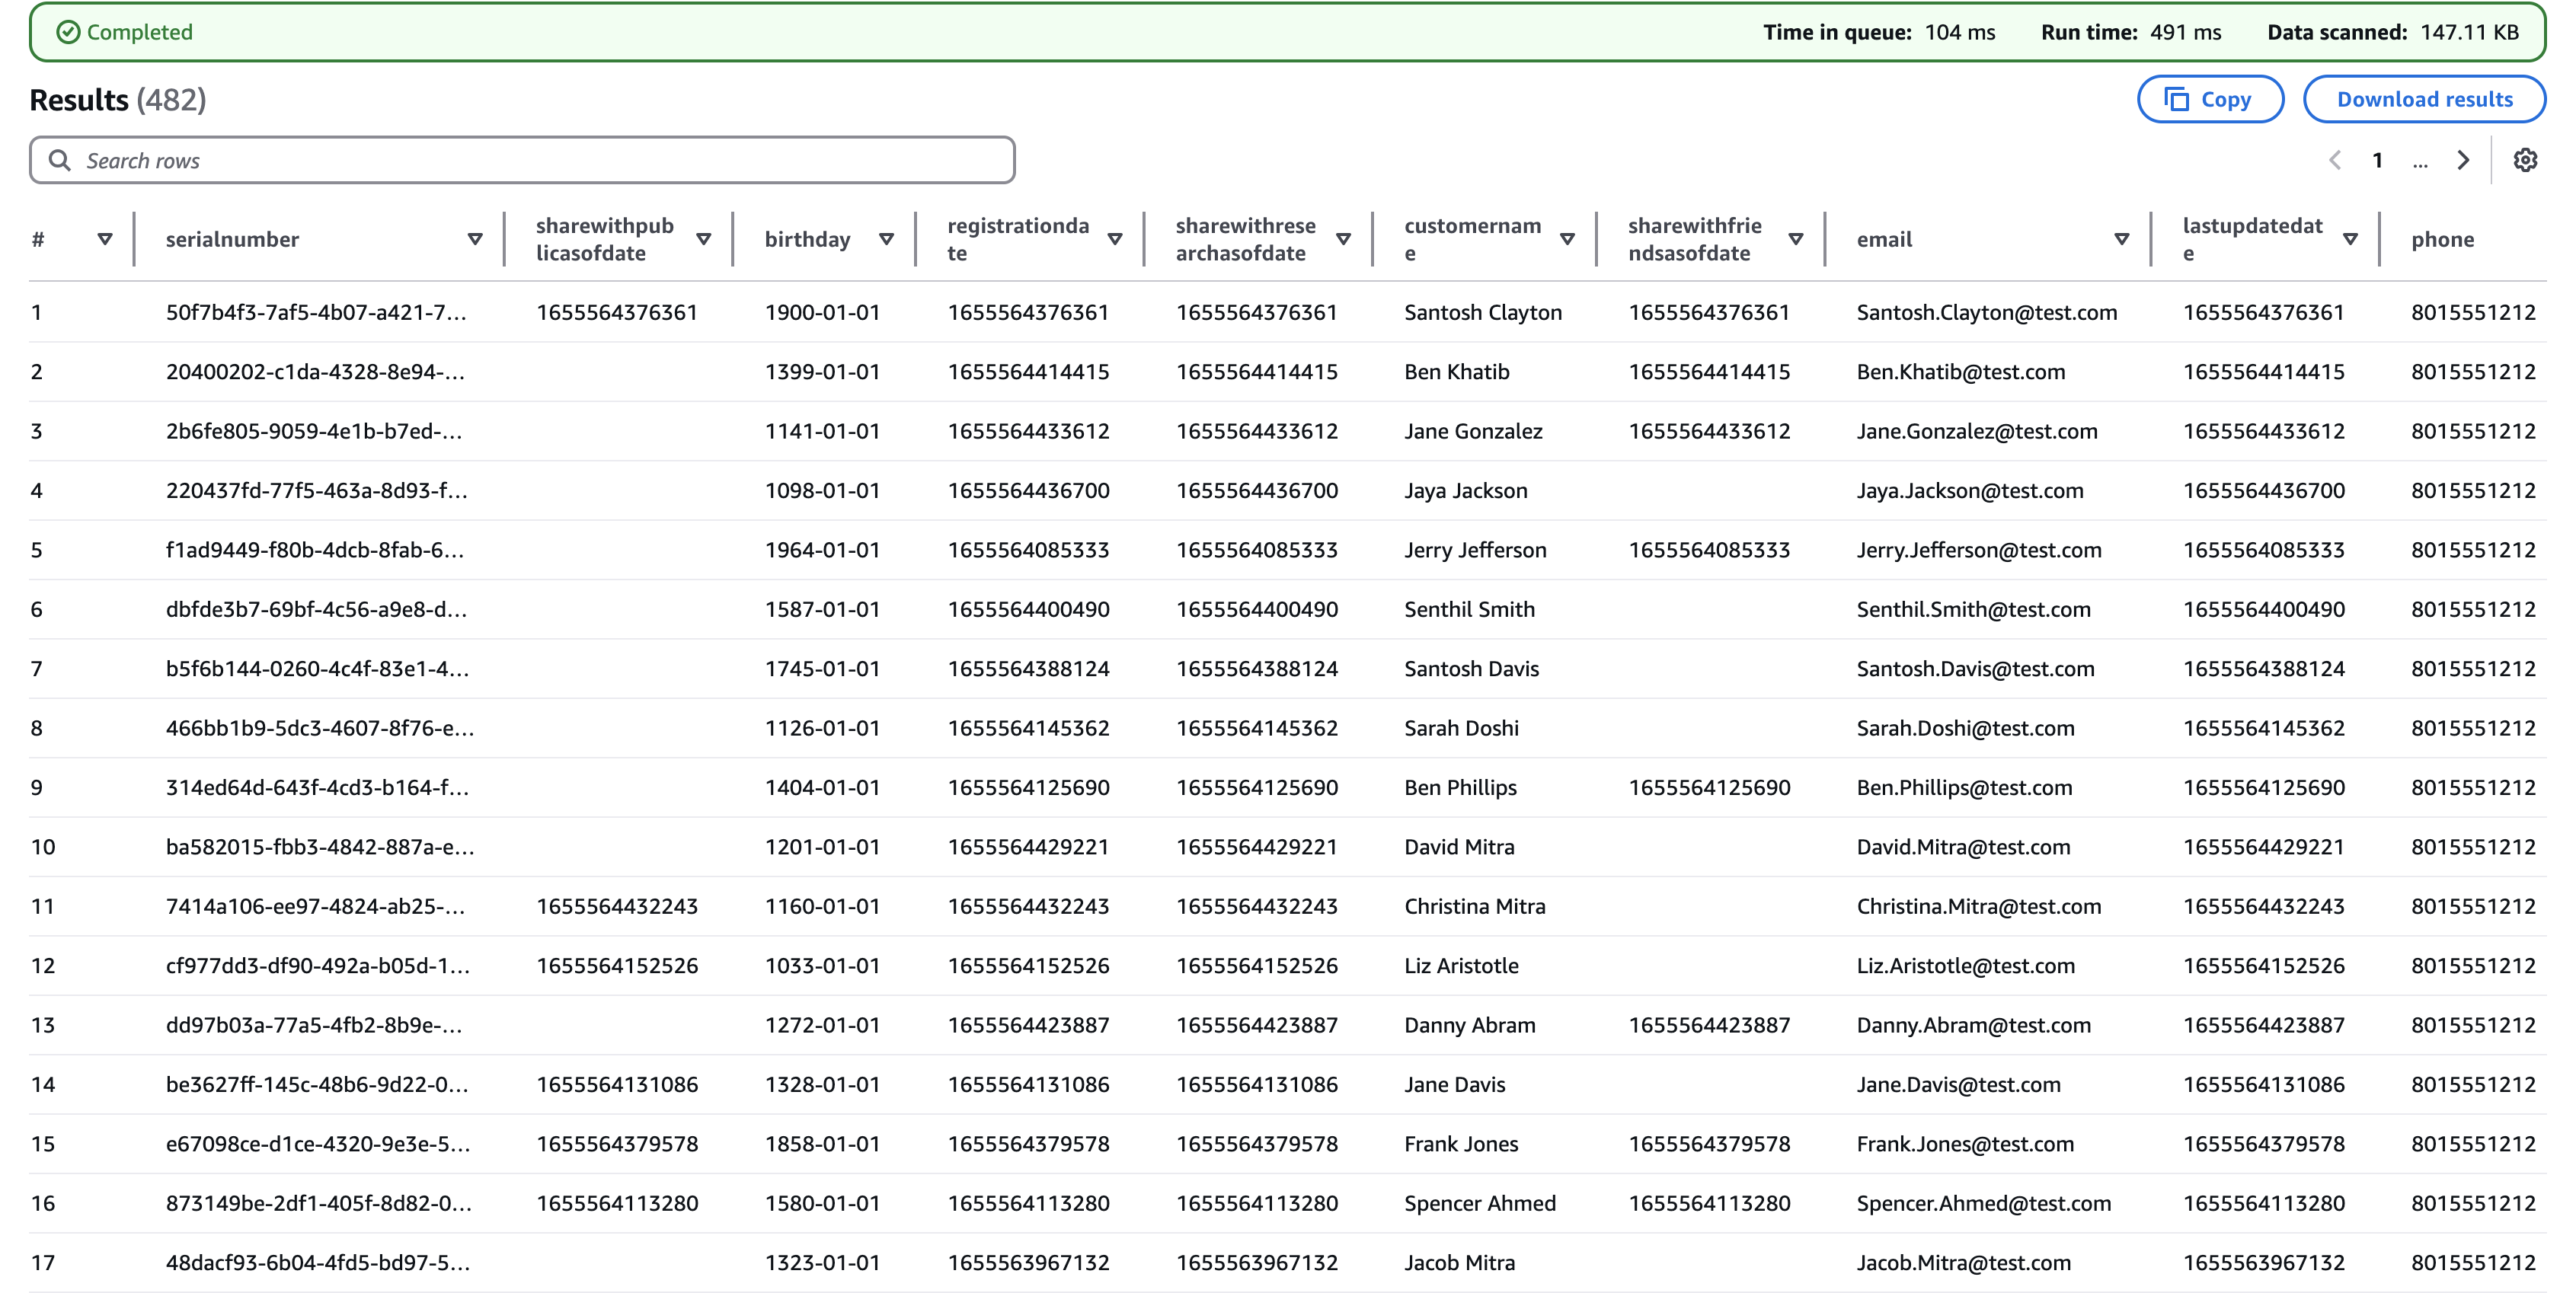 Completed Time in queue: 104 ms Run time: 491 ms Data scanned: 147.11 KB
Results (482) Copy Download results
Search rows 1 ...
# serialnumber sharewithpub licasofdate birthday registrationda te sharewithrese archasofdate customernam e sharewithfrie ndsasofdate email lastupdatedat e phone
1 50f7b4f3-7af5-4b07-a421-7... 1655564376361 1900-01-01 1655564376361 1655564376361 Santosh Clayton 1655564376361 Santosh.Clayton@test.com 1655564376361 8015551212
2 20400202-c1da-4328-8e94-... 1399-01-01 1655564414415 1655564414415 Ben Khatib 1655564414415 Ben.Khatib@test.com 1655564414415 8015551212
3 2b6fe805-9059-4e1b-b7ed-... 1141-01-01 1655564433612 1655564433612 Jane Gonzalez 1655564433612 Jane.Gonzalez@test.com 1655564433612 8015551212
4 220437fd-77f5-463a-8d93-f... 1098-01-01 1655564436700 1655564436700 Jaya Jackson Jaya.Jackson@test.com 1655564436700 8015551212
5 f1ad9449-f80b-4dcb-8fab-6... 1964-01-01 1655564085333 1655564085333 Jerry Jefferson 1655564085333 Jerry.Jefferson@test.com 1655564085333 8015551212
6 dbfde3b7-69bf-4c56-a9e8-d... 1587-01-01 1655564400490 1655564400490 Senthil Smith Senthil.Smith@test.com 1655564400490 8015551212
7 b5f6b144-0260-4c4f-83e1-4... 1745-01-01 1655564388124 1655564388124 Santosh Davis Santosh.Davis@test.com 1655564388124 8015551212
8 466bb1b9-5dc3-4607-8f76-e... 1126-01-01 1655564145362 1655564145362 Sarah Doshi Sarah.Doshi@test.com 1655564145362 8015551212
9 314ed64d-643f-4cd3-b164-f... 1404-01-01 1655564125690 1655564125690 Ben Phillips 1655564125690 Ben.Phillips@test.com 1655564125690 8015551212
10 ba582015-fbb3-4842-887a-e... 1201-01-01 1655564429221 1655564429221 David Mitra David.Mitra@test.com 1655564429221 8015551212
11 7414a106-ee97-4824-ab25-... 1655564432243 1160-01-01 1655564432243 1655564432243 Christina Mitra Christina.Mitra@test.com 1655564432243 8015551212
12 cf977dd3-df90-492a-b05d-1... 1655564152526 1033-01-01 1655564152526 1655564152526 Liz Aristotle Liz.Aristotle@test.com 1655564152526 8015551212
13 dd97b03a-77a5-4fb2-8b9e-... 1272-01-01 1655564423887 1655564423887 Danny Abram 1655564423887 Danny.Abram@test.com 1655564423887 8015551212
14 be3627ff-145c-48b6-9d22-0... 1655564131086 1328-01-01 1655564131086 1655564131086 Jane Davis Jane.Davis@test.com 1655564131086 8015551212
15 e67098ce-d1ce-4320-9e3e-5... 1655564379578 1858-01-01 1655564379578 1655564379578 Frank Jones 1655564379578 Frank.Jones@test.com 1655564379578 8015551212
16 873149be-2df1-405f-8d82-0... 1655564113280 1580-01-01 1655564113280 1655564113280 Spencer Ahmed 1655564113280 Spencer.Ahmed@test.com 1655564113280 8015551212
17 48dacf93-6b04-4fd5-bd97-5... 1323-01-01 1655563967132 1655563967132 Jacob Mitra Jacob.Mitra@test.com 1655563967132 8015551212